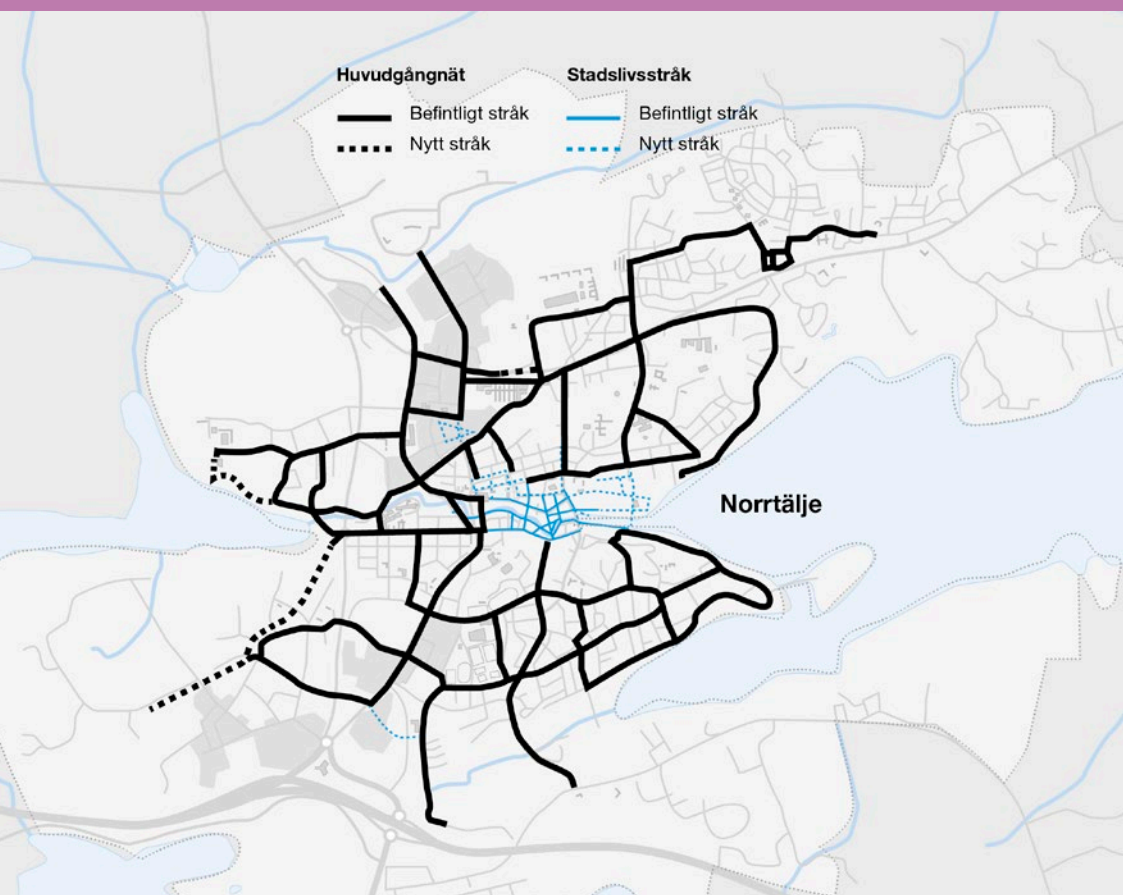 Huvudgångnät
Befintligt stråk
Nytt stråk
Stadslivsstråk
Befintligt stråk
Nytt stråk
Norrtälje